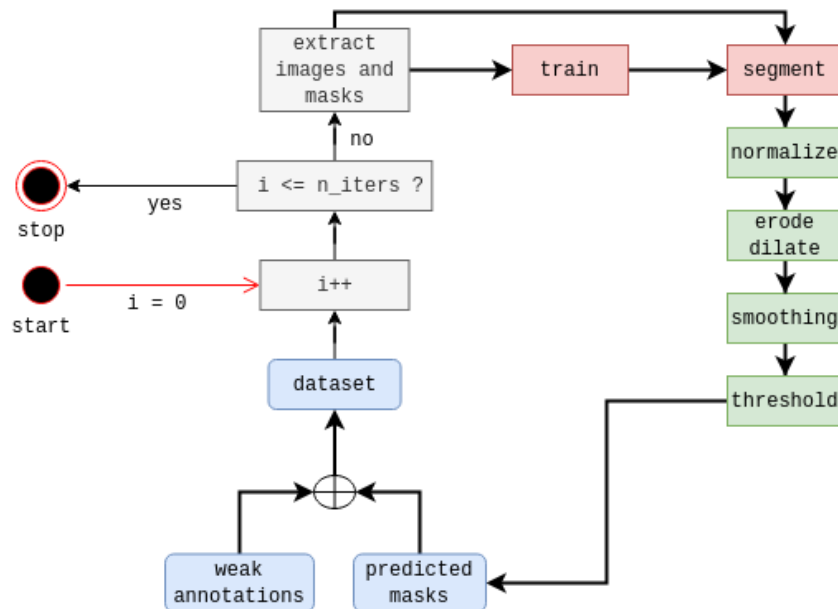 extract
images and
masks
train
segment
no
normalize
i <= n_iters ?
yes
stop
erode
dilate
i++
i = 0
start
smoothing
dataset
threshold
weak
annotations
predicted
masks